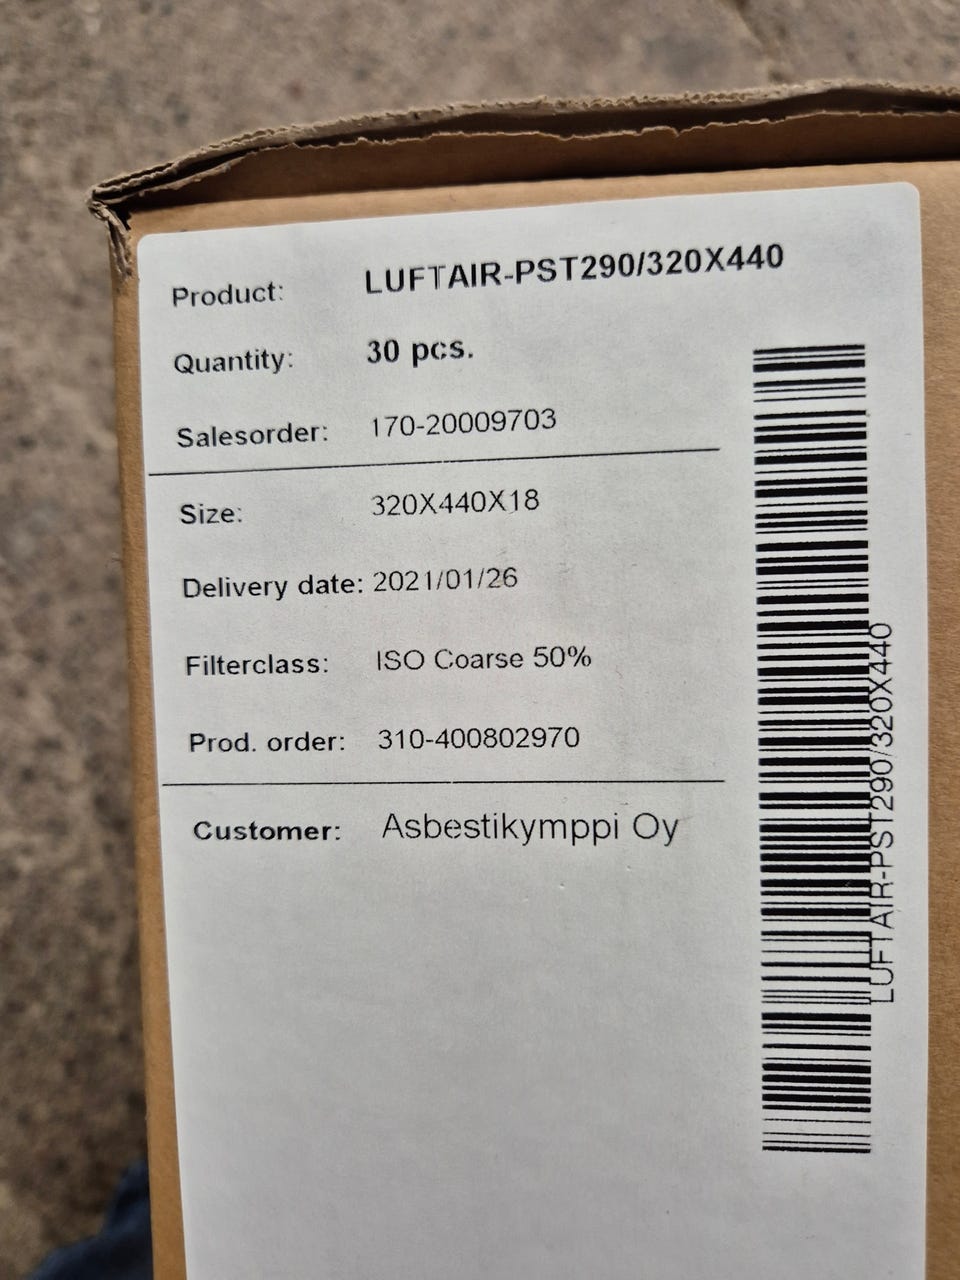 Product: LUFTAIR-PST290/320X440
Quantity: 30 pcs.
Salesorder: 170-20009703
Size: 320X440X18
Delivery date: 2021/01/26
Filterclass: ISO Coarse 50%
Prod. order: 310-400802970
Customer: Asbestikymppi Oy
LUFTAIR-PST290/320X440